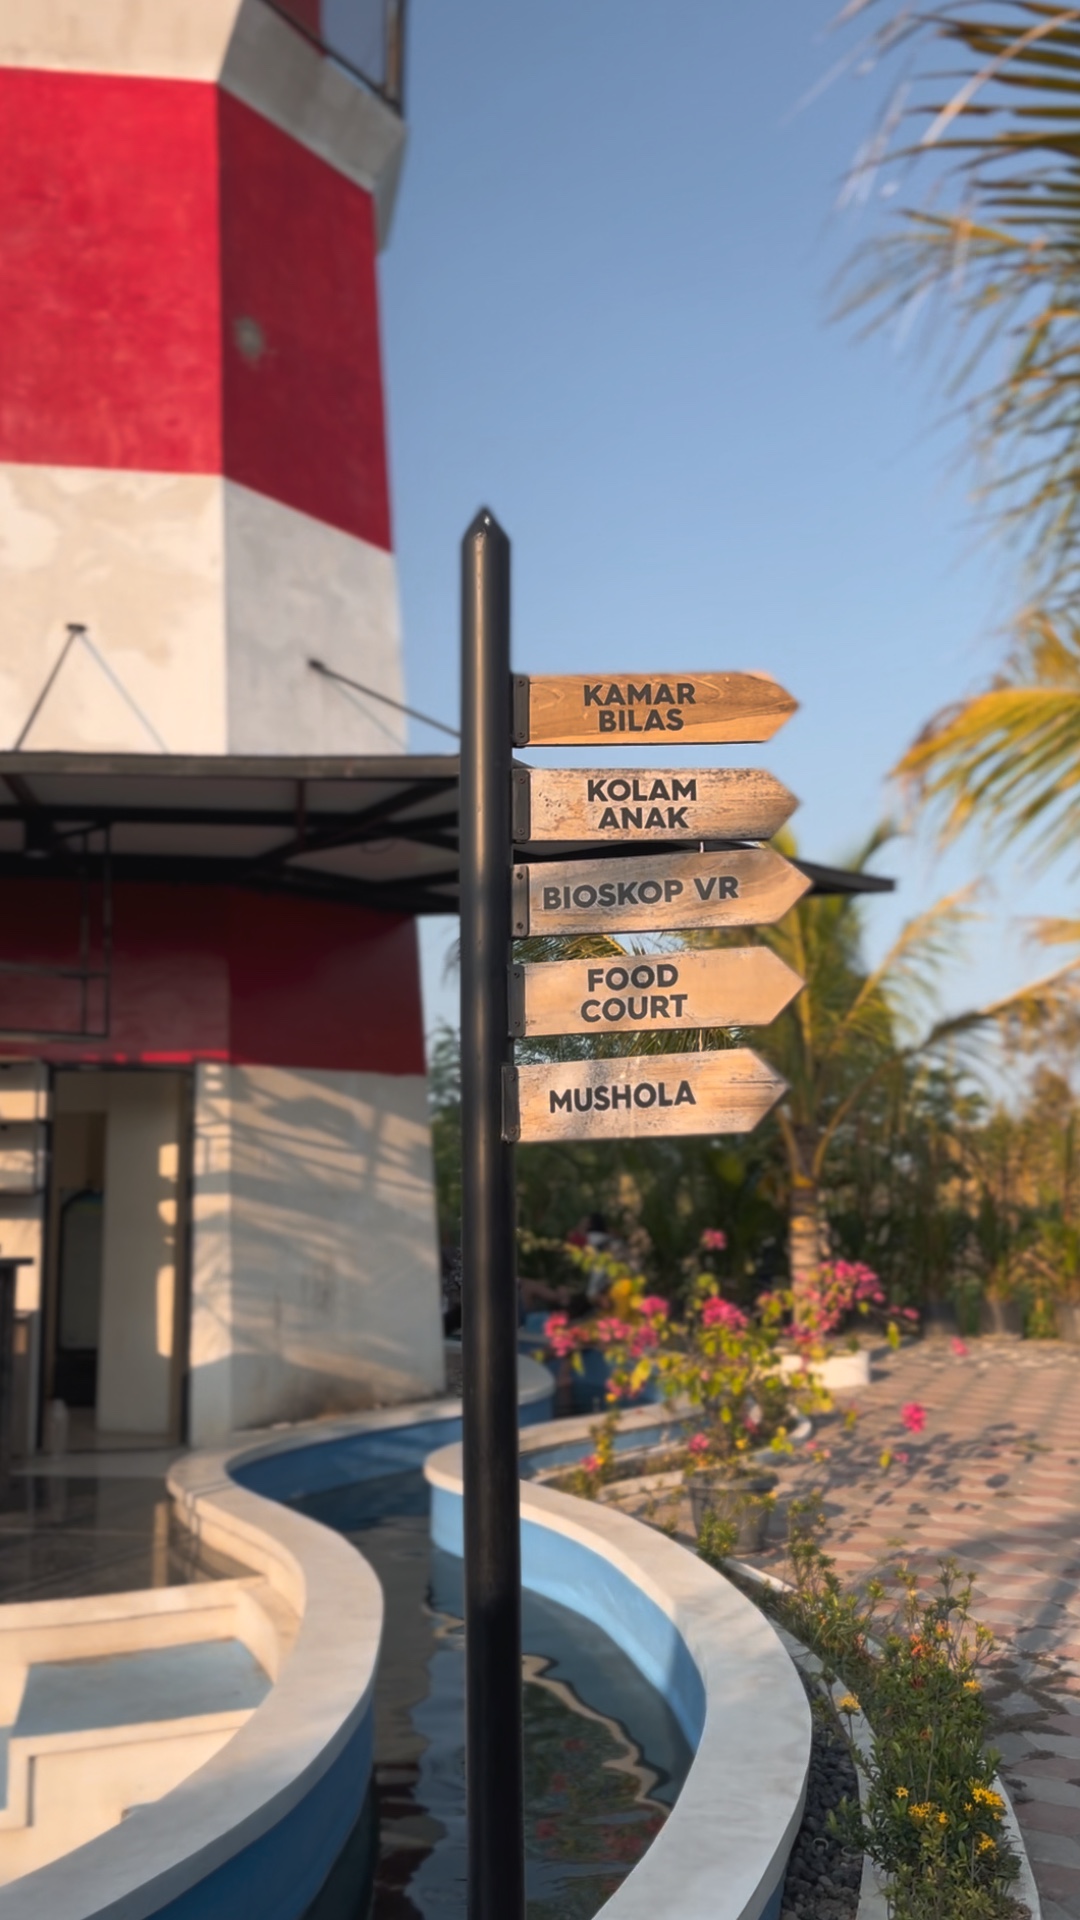 KAMAR
BILAS
KOLAM
ANAK
BIOSKOP VR
FOOD
COURT
MUSHOLA